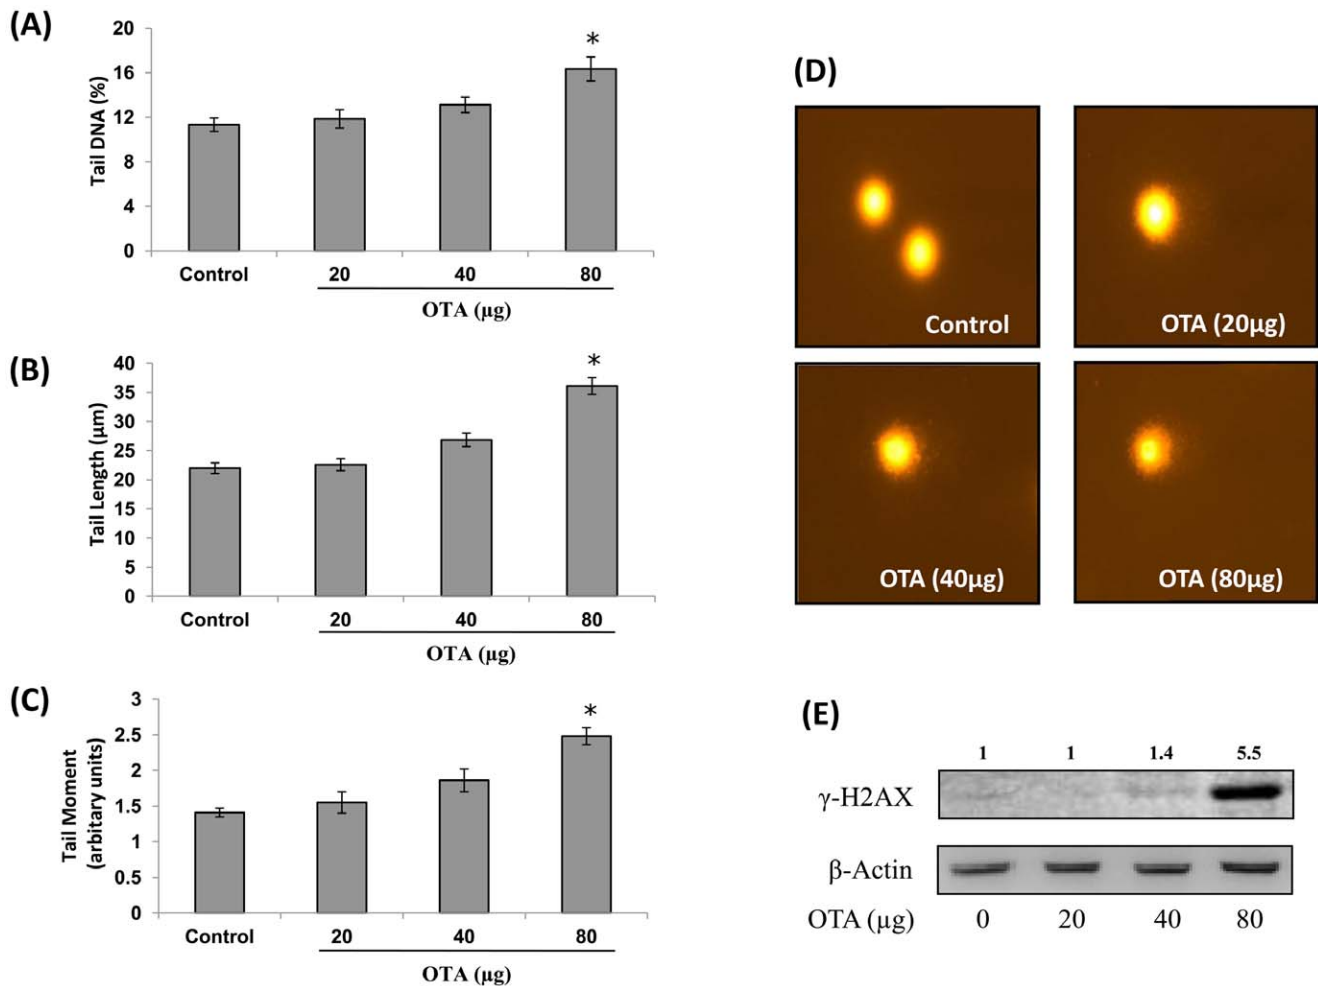 (A)
20
16
12
8
4
0
Tail DNA (%)
*
Control 20 40 80
OTA (µg)
(B)
40
35
30
25
20
15
10
5
0
Tail Length (µm)
*
Control 20 40 80
OTA (µg)
(C)
3
2.5
2
1.5
1
0.5
0
Tail Moment
(arbitary units)
*
Control 20 40 80
OTA (µg)
(D)
Control
OTA (20µg)
OTA (40µg)
OTA (80µg)
(E)
1 1 1.4 5.5
γ-H2AX
β-Actin
OTA (µg) 0 20 40 80